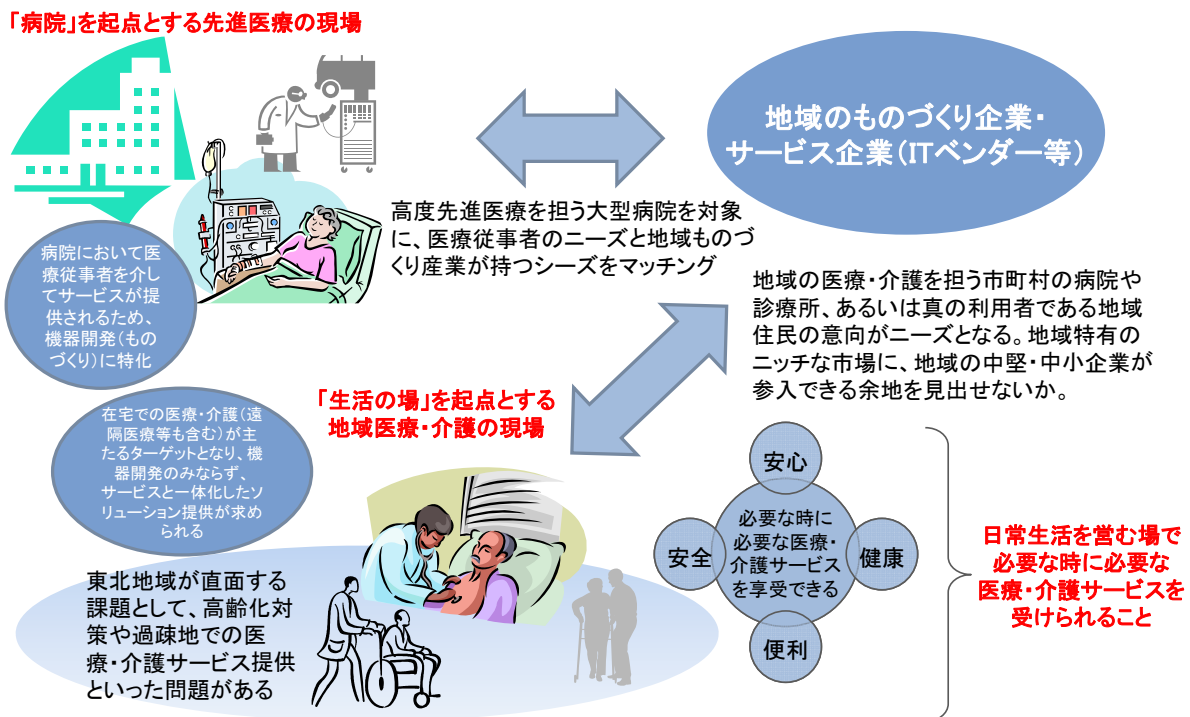 「病院」を起点とする先進医療の現場
地域のものづくり企業・
サービス企業(ITベンダー等)
高度先進医療を担う大型病院を対象
に、医療従事者のニーズと地域ものづ
くり産業が持つシーズをマッチング
病院において医
療従事者を介し
てサービスが提
供されるため、
機器開発(もの
づくり)に特化
地域の医療・介護を担う市町村の病院や
診療所、あるいは真の利用者である地域
住民の意向がニーズとなる。地域特有の
ニッチな市場に、地域の中堅・中小企業が
参入できる余地を見出せないか。
「生活の場」を起点とする
地域医療・介護の現場
在宅での医療・介護(遠
隔医療等も含む)が主
たるターゲットとなり、機
器開発のみならず、
サービスと一体化したソ
リューション提供が求め
られる
東北地域が直面する
課題として、高齢化対
策や過疎地での医
療・介護サービス提供
といった問題がある
安心
安全
必要な時に
必要な医療・
介護サービス
を享受できる
健康
便利
日常生活を営む場で
必要な時に必要な
医療・介護サービスを
受けられること